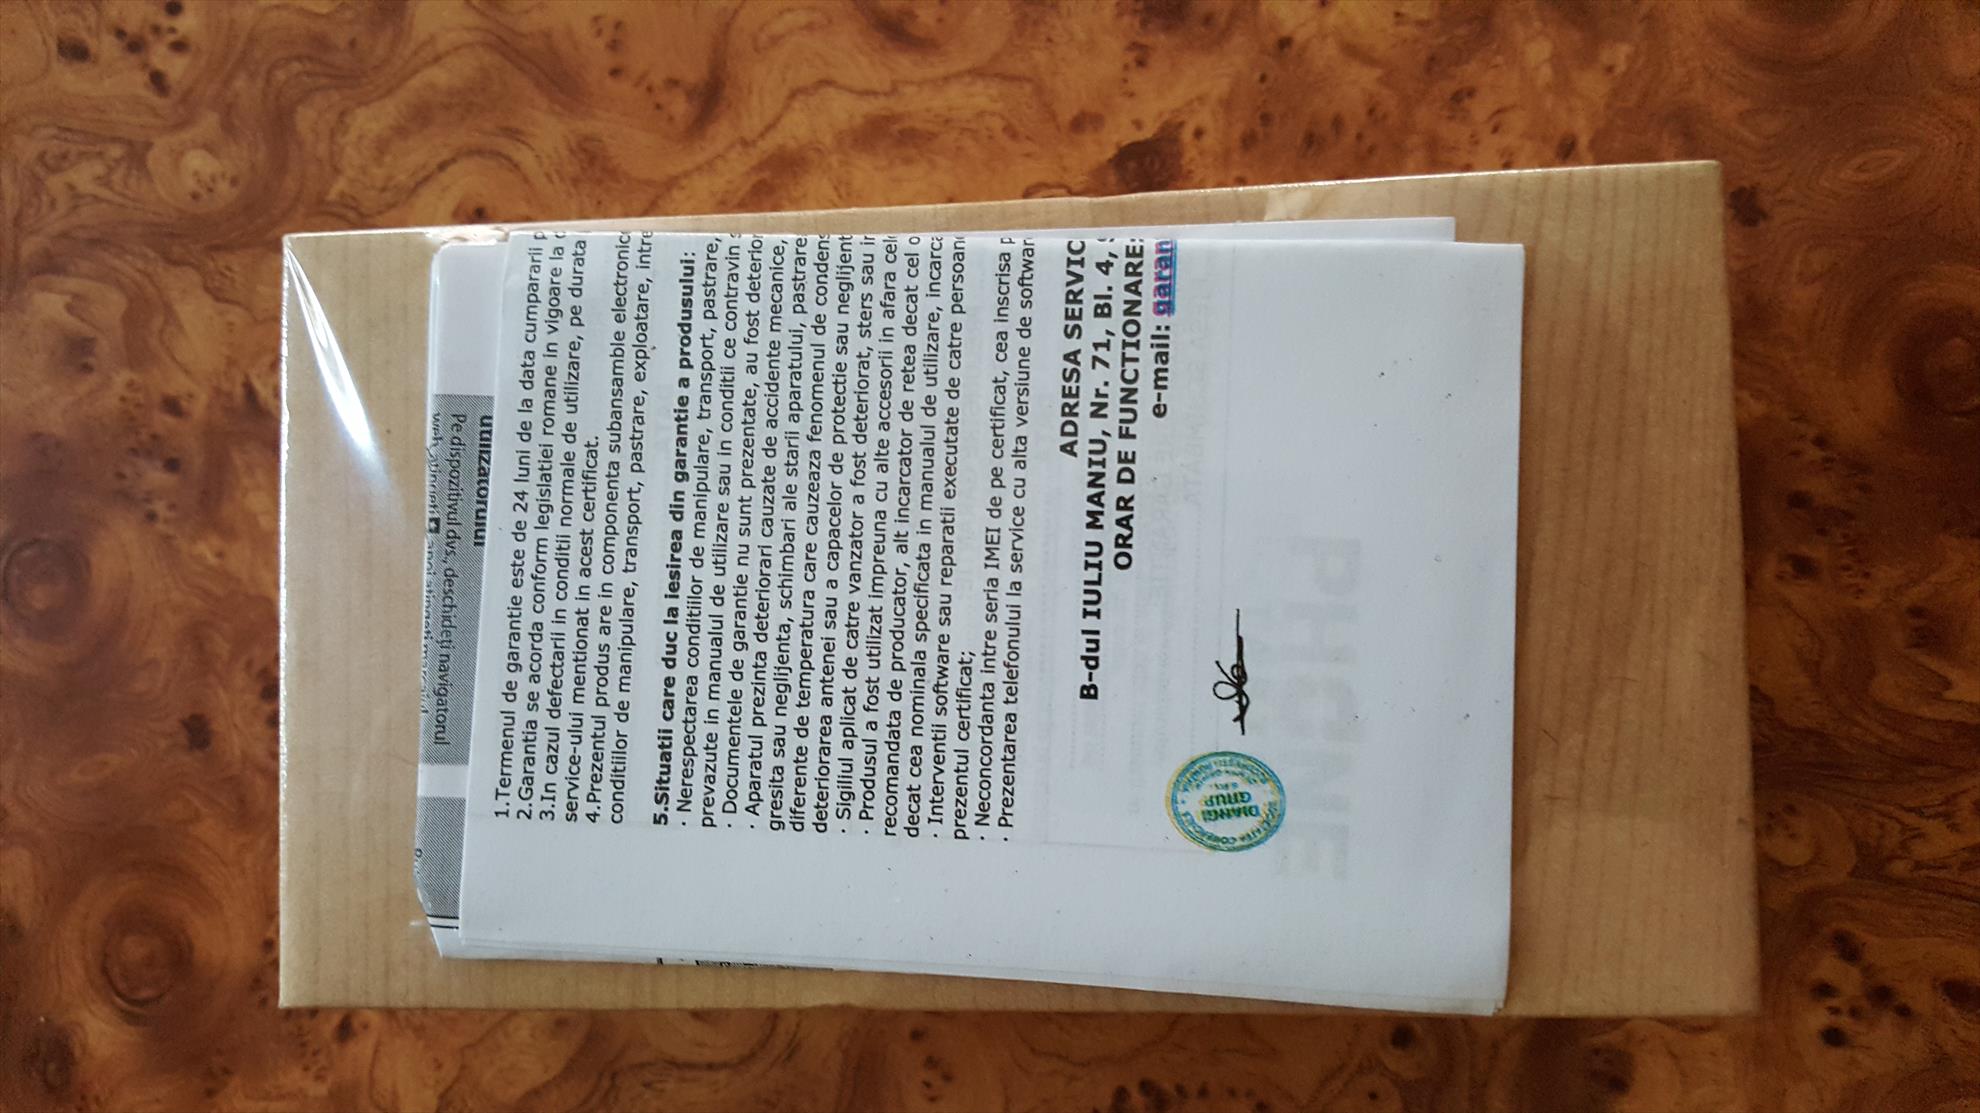 1.Termenul de garantie este de 24 luni de la data cumpararii p
2.Garantia se acorda conform legislatiei romane in vigoare la
3.In cazul defectarii in conditii normale de utilizare, pe durata
service-ului mentionat in acest certificat.
4.Prezentul produs are in componenta subansamble electronic
conditiilor de manipulare, transport, pastrare, exploatare, intre
5.Situatii care duc la iesirea din garantie a produsului:
· Nerespectarea conditiilor de manipulare, transport, pastrare,
prevazute in manualul de utilizare sau in conditii ce contravin
· Documentele de garantie nu sunt prezentate, au fost deterior
· Aparatul prezinta deteriorari cauzate de accidente mecanice,
gresita sau neglijenta, schimbari ale starii aparatului, pastrare
diferente de temperatura care cauzeaza fenomenul de condens
deteriorarea antenei sau a capacelor de protectie sau neglijent
· Sigiliul aplicat de catre vanzator a fost deteriorat, sters sau ir
· Produsul a fost utilizat impreuna cu alte accesorii in afara cel
recomandata de producator, alt incarcator de retea decat cel o
decat cea nominala specificata in manualul de utilizare, incarca
· Interventii software sau reparatii executate de catre persoan
prezentul certificat;
· Neconcordanta intre seria IMEI de pe certificat, cea inscrisa p
· Prezentarea telefonului la service cu alta versiune de softwar
ADRESA SERVIC
B-dul IULIU MANIU, Nr. 71, Bl. 4,
ORAR DE FUNCTIONARE:
e-mail: garan
DIANGI
GRUP
utilizatorului
Pe dispozitivul dvs., deschideți navigatorul
PHONE